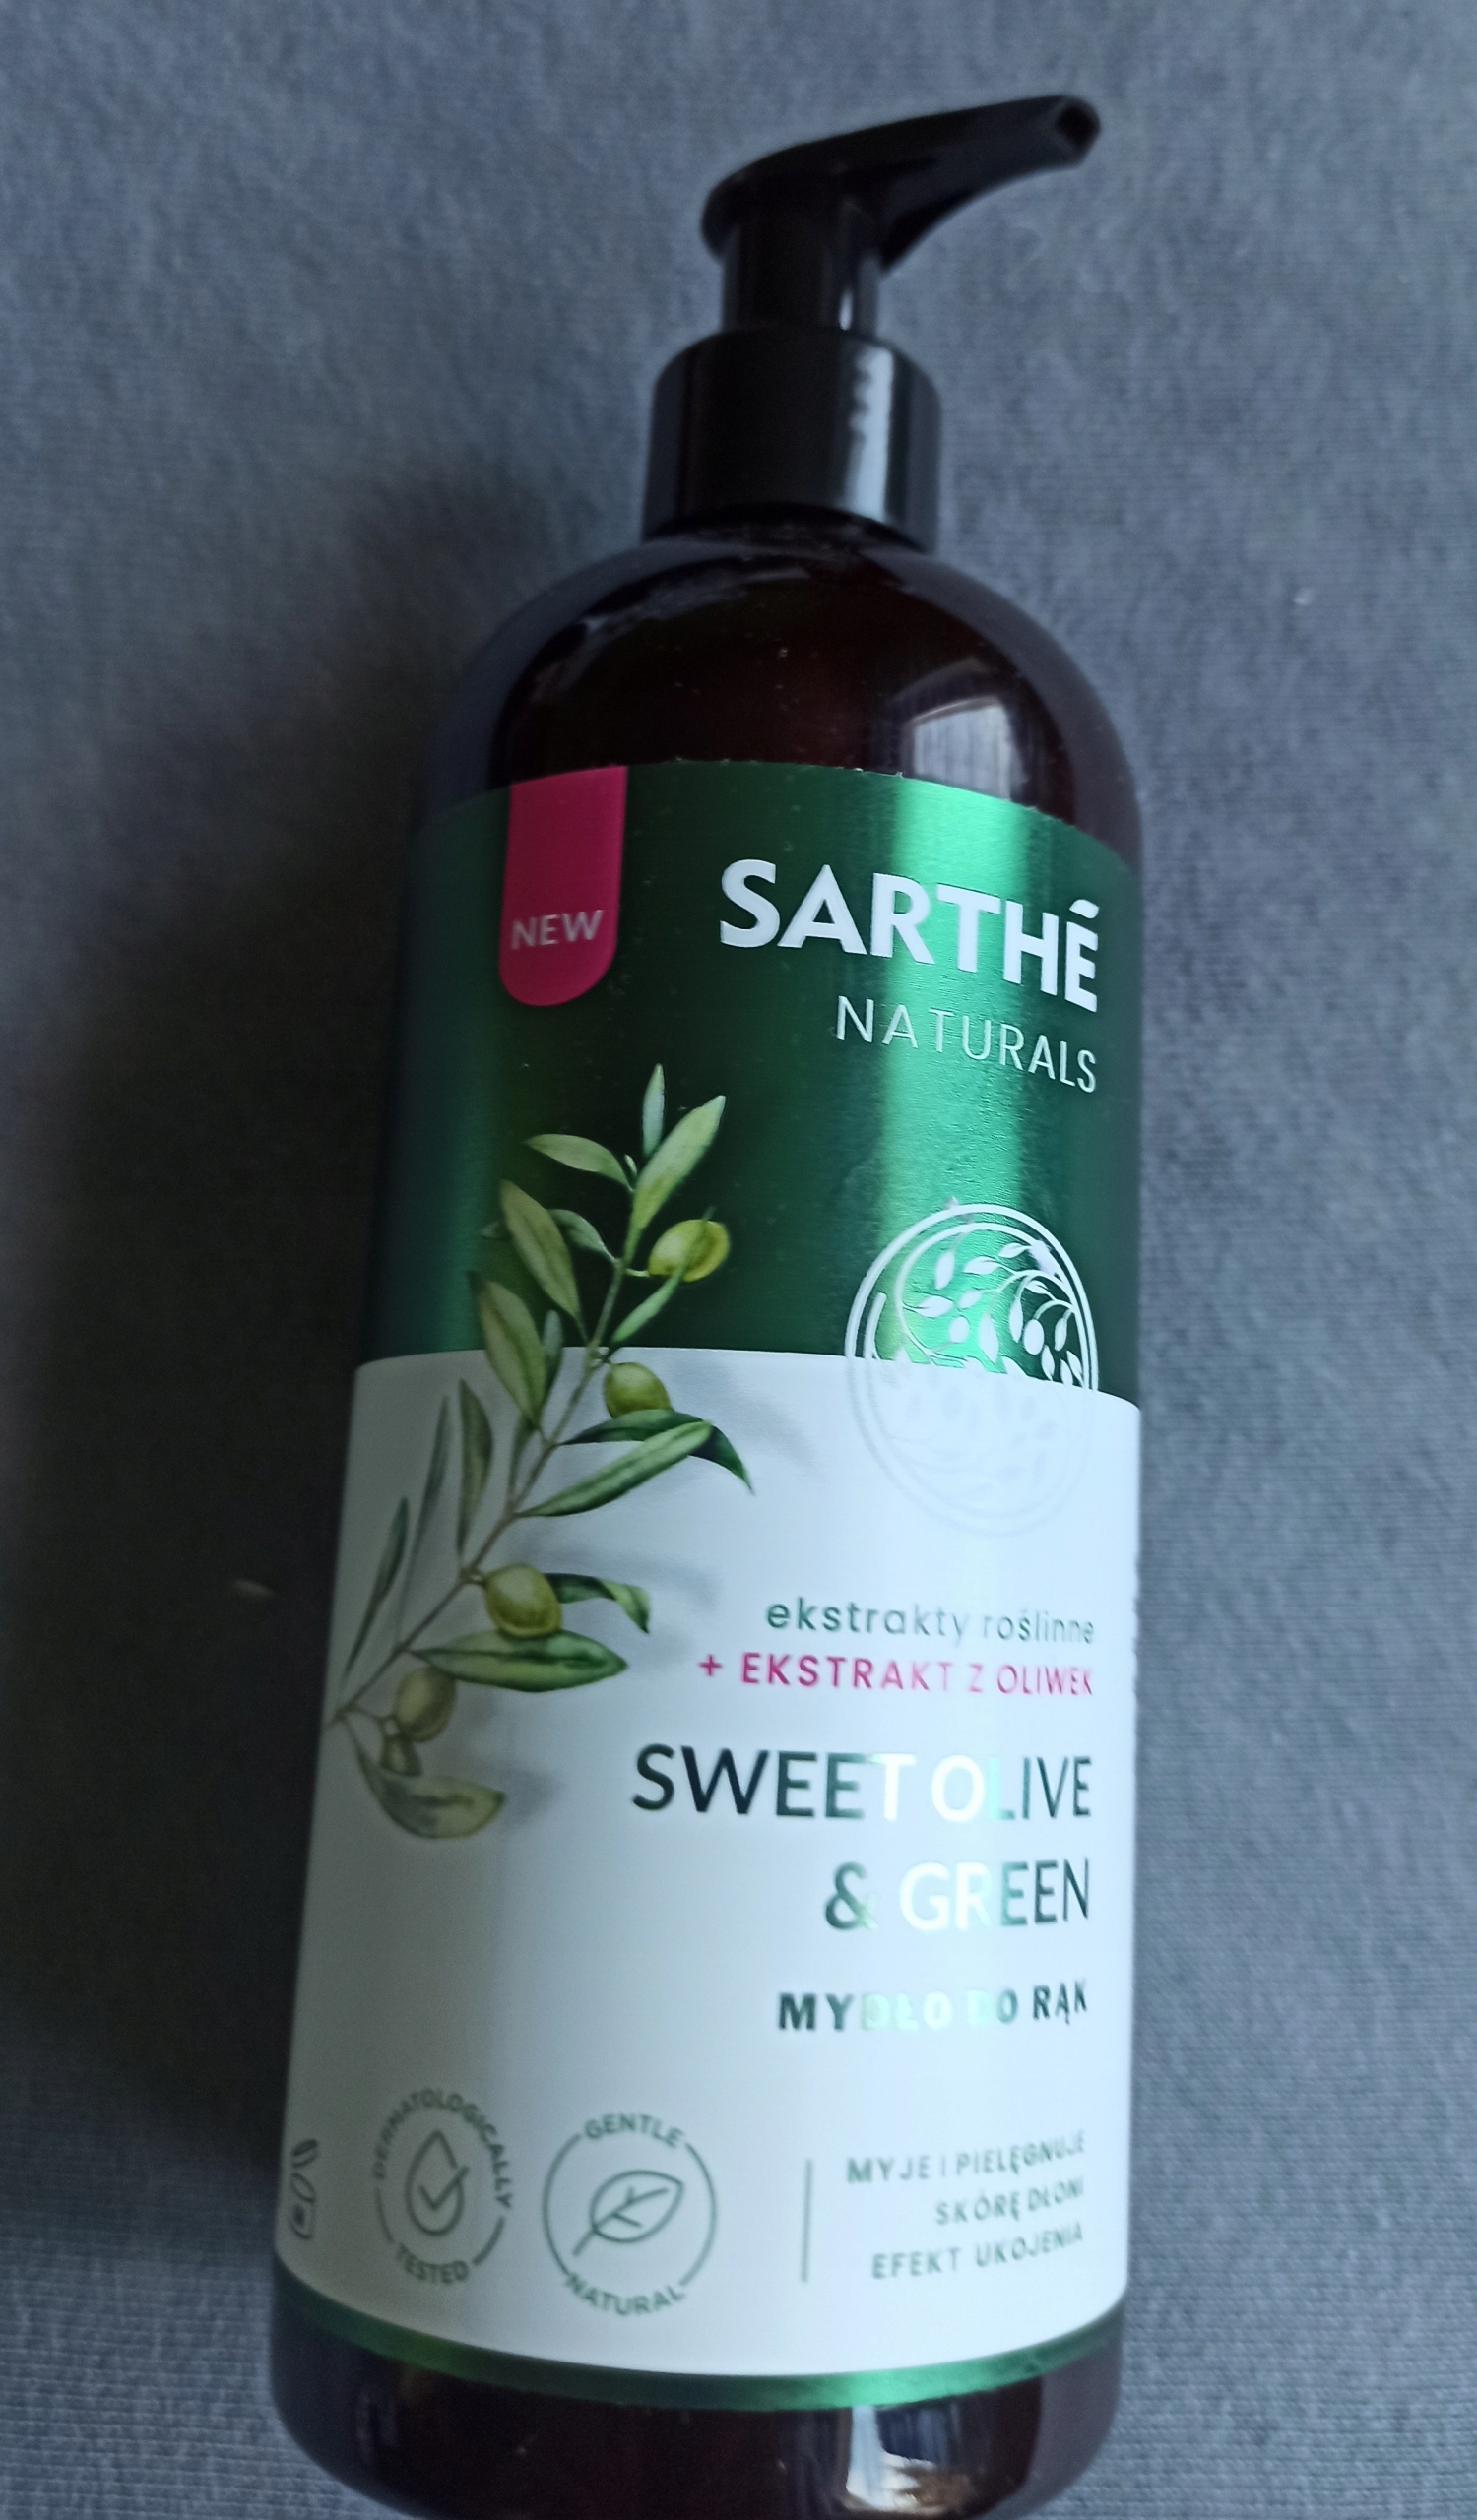 NEW
SARTHÉ
NATURALS
ekstrakty roślinne
+ EKSTRAKT Z OLIWEK
SWEET OLIVE
& GREEN
MYDŁO DO RĄK
DERMATOLOGICALLY
TESTED
GENTLE
NATURAL
MYJE I PIELĘGNUJE
SKÓRĘ DŁONI
EFEKT UKOJENIA